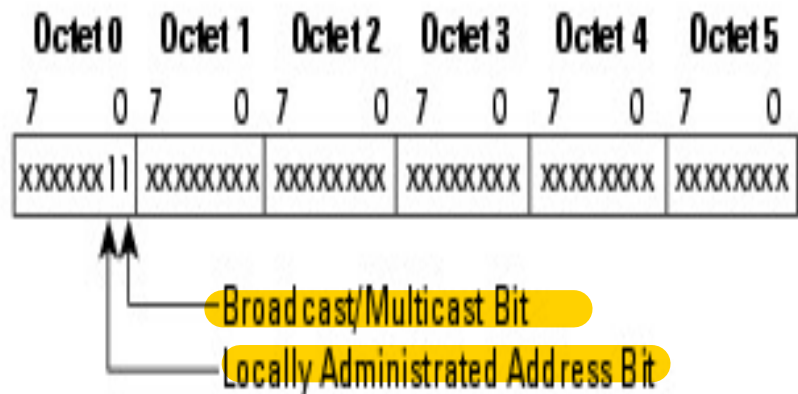 Octet 0 Octet 1 Octet 2 Octet 3 Octet 4 Octet 5
7 0 7 0 7 0 7 0 7 0 7 0
xxxxxx11 xxxxxxxx xxxxxxxx xxxxxxxx xxxxxxxx xxxxxxxx
Broadcast/Multicast Bit
Locally Administrated Address Bit